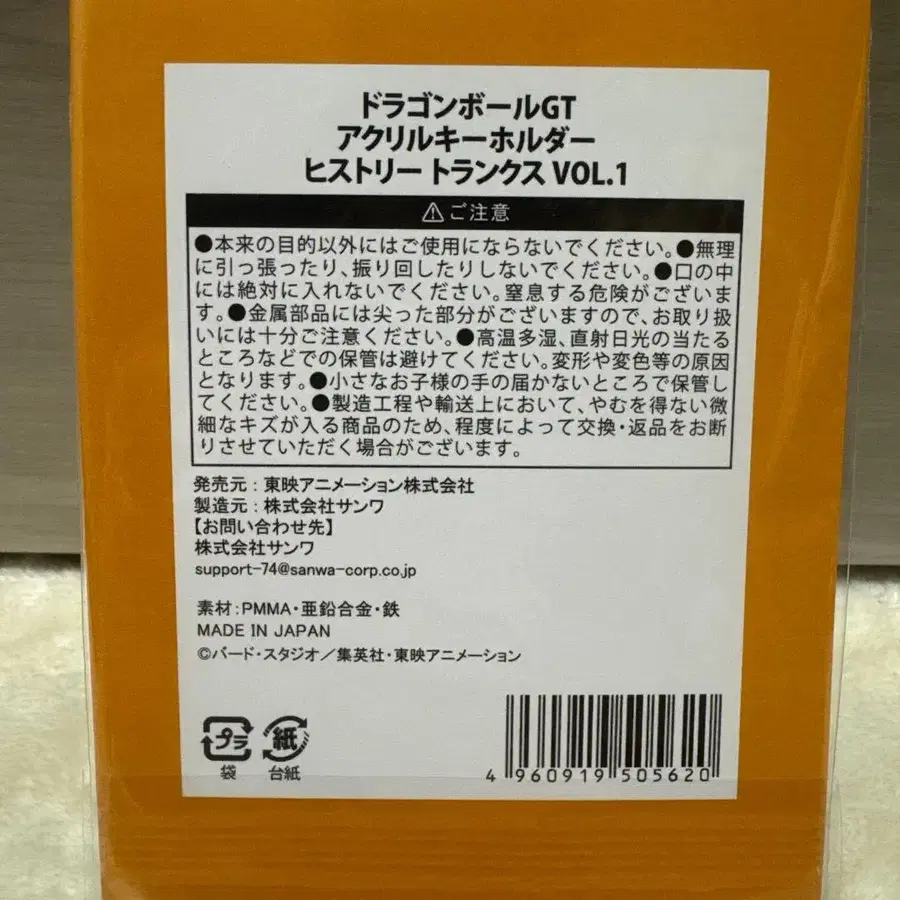 ドラゴンボールGT
アクリルキーホルダー
ヒストリー トランクス VOL.1
⚠ご注意
●本来の目的以外にはご使用にならないでください。●無理
に引っ張ったり、振り回したりしないでください。●口の中
には絶対に入れないでください。窒息する危険がございま
す。●金属部品には尖った部分がございますので、お取り扱
いには十分ご注意ください。●高温多湿、直射日光の当たる
ところなどでの保管は避けてください。変形や変色等の原因
となります。●小さなお子様の手の届かないところで保管し
てください。●製造工程や輸送上において、やむを得ない微
細なキズが入る商品のため、程度によって交換・返品をお断
りさせていただく場合がございます。
発売元：東映アニメーション株式会社
製造元：株式会社サンワ
【お問い合わせ先】
株式会社サンワ
support-74@sanwa-corp.co.jp
素材：PMMA・亜鉛合金・鉄
MADE IN JAPAN
©バード・スタジオ／集英社・東映アニメーション
プラ 紙
袋 台紙
4 960919 505620